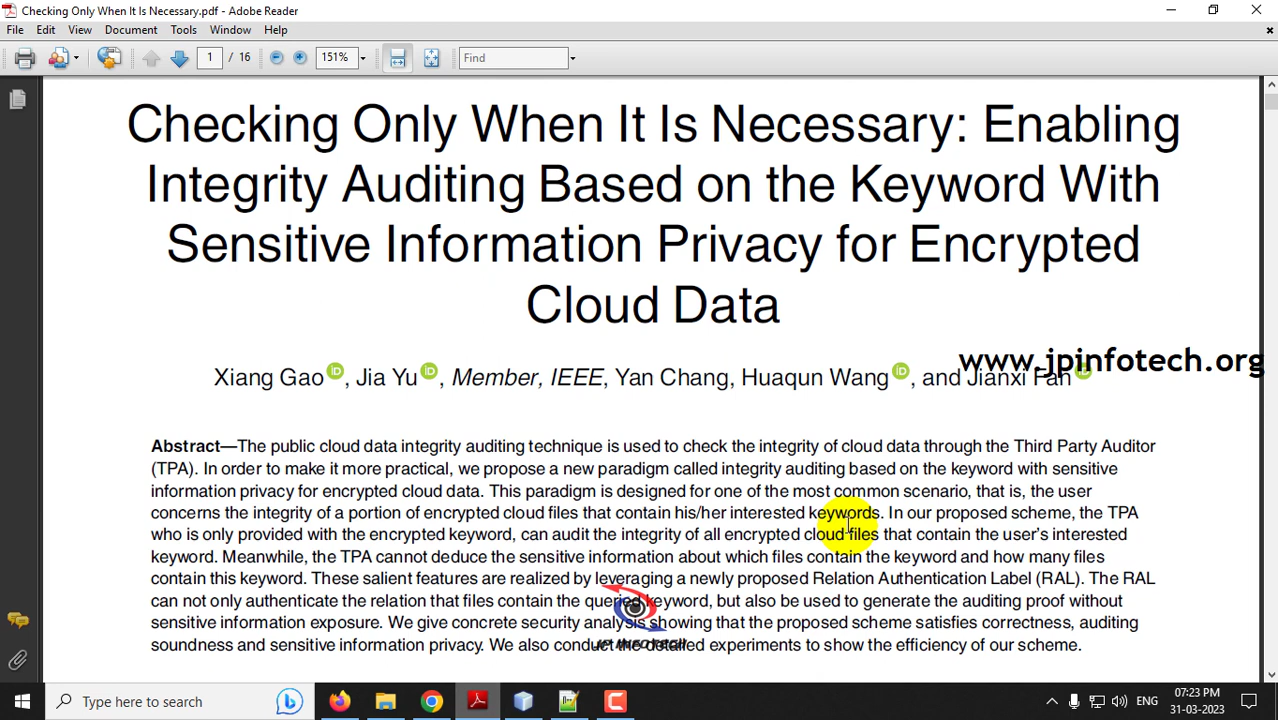 Checking Only When It Is Necessary.pdf - Adobe Reader
File Edit View Document Tools Window Help
1 / 16 151% Find
Checking Only When It Is Necessary: Enabling
Integrity Auditing Based on the Keyword With
Sensitive Information Privacy for Encrypted
Cloud Data
www.jpinfotech.org
Xiang Gao, Jia Yu, Member, IEEE, Yan Chang, Huaqun Wang, and Jianxi Fan
Abstract—The public cloud data integrity auditing technique is used to check the integrity of cloud data through the Third Party Auditor
(TPA). In order to make it more practical, we propose a new paradigm called integrity auditing based on the keyword with sensitive
information privacy for encrypted cloud data. This paradigm is designed for one of the most common scenario, that is, the user
concerns the integrity of a portion of encrypted cloud files that contain his/her interested keywords. In our proposed scheme, the TPA
who is only provided with the encrypted keyword, can audit the integrity of all encrypted cloud files that contain the user's interested
keyword. Meanwhile, the TPA cannot deduce the sensitive information about which files contain the keyword and how many files
contain this keyword. These salient features are realized by leveraging a newly proposed Relation Authentication Label (RAL). The RAL
can not only authenticate the relation that files contain the queried keyword, but also be used to generate the auditing proof without
sensitive information exposure. We give concrete security analysis showing that the proposed scheme satisfies correctness, auditing
soundness and sensitive information privacy. We also conduct the detailed experiments to show the efficiency of our scheme.
JP INFOTECH
Type here to search
ENG
07:23 PM
31-03-2023